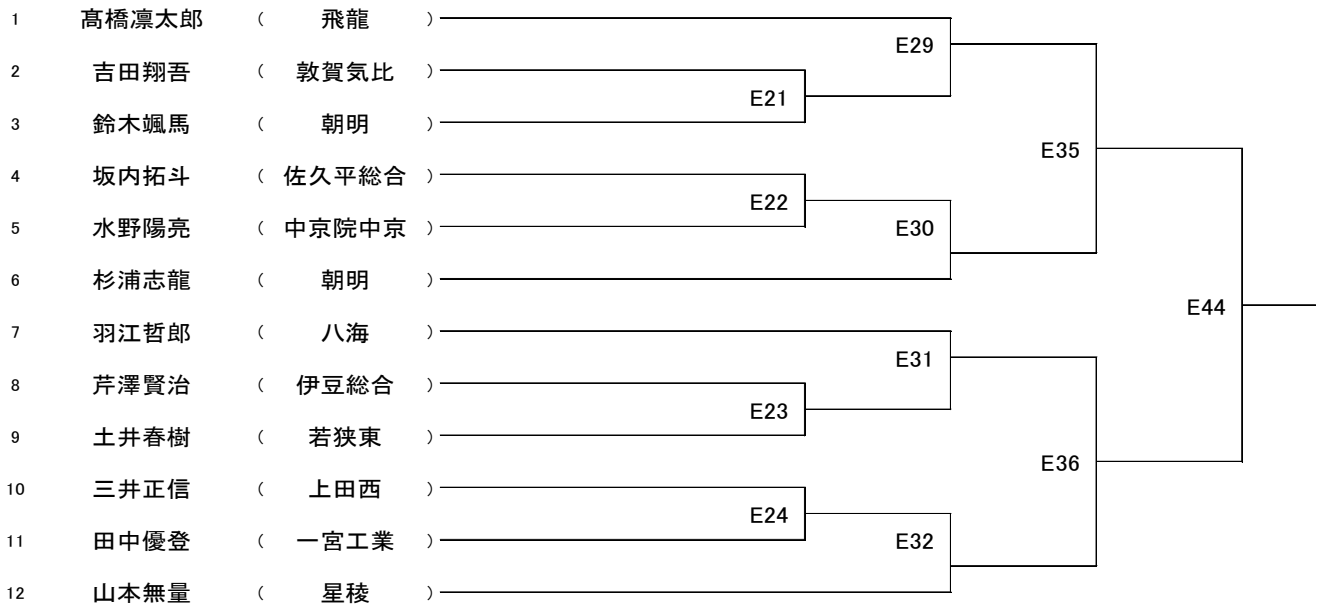 1 髙橋凛太郎 ( 飛龍 )
E29
2 吉田翔吾 ( 敦賀気比 )
E21
3 鈴木颯馬 ( 朝明 )
E35
4 坂内拓斗 ( 佐久平総合 )
E22
5 水野陽亮 ( 中京院中京 )
E30
6 杉浦志龍 ( 朝明 )
E44
7 羽江哲郎 ( 八海 )
E31
8 芹澤賢治 ( 伊豆総合 )
E23
9 土井春樹 ( 若狭東 )
E36
10 三井正信 ( 上田西 )
E24
11 田中優登 ( 一宮工業 )
E32
12 山本無量 ( 星稜 )